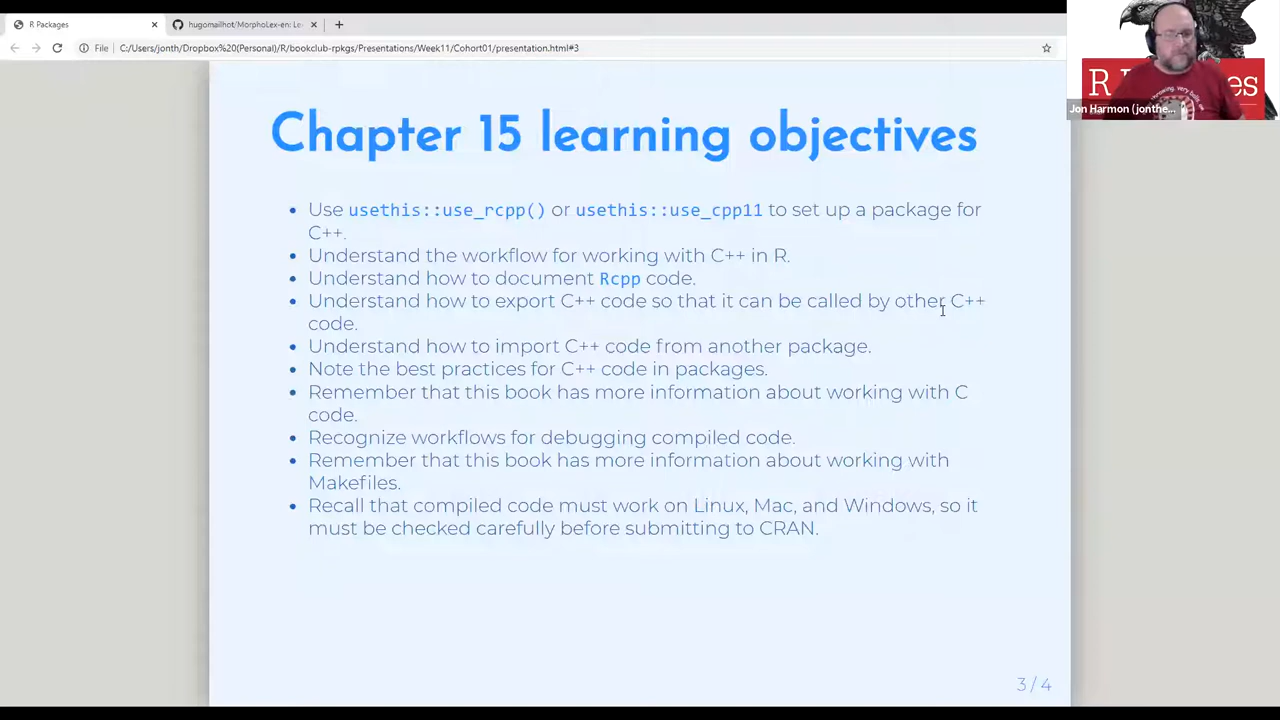 R Packages
hugomailhot/MorphoLex-en: Le
File
C:/Users/jonth/Dropbox%20(Personal)/R/bookclub-rpkgs/Presentations/Week11/Cohort01/presentation.html#3
Jon Harmon (jonthe...
Chapter 15 learning objectives
Use usethis::use_rcpp() or usethis::use_cpp11 to set up a package for
C++.
Understand the workflow for working with C++ in R.
Understand how to document Rcpp code.
Understand how to export C++ code so that it can be called by other C++
code.
Understand how to import C++ code from another package.
Note the best practices for C++ code in packages.
Remember that this book has more information about working with C
code.
Recognize workflows for debugging compiled code.
Remember that this book has more information about working with
Makefiles.
Recall that compiled code must work on Linux, Mac, and Windows, so it
must be checked carefully before submitting to CRAN.
3 / 4